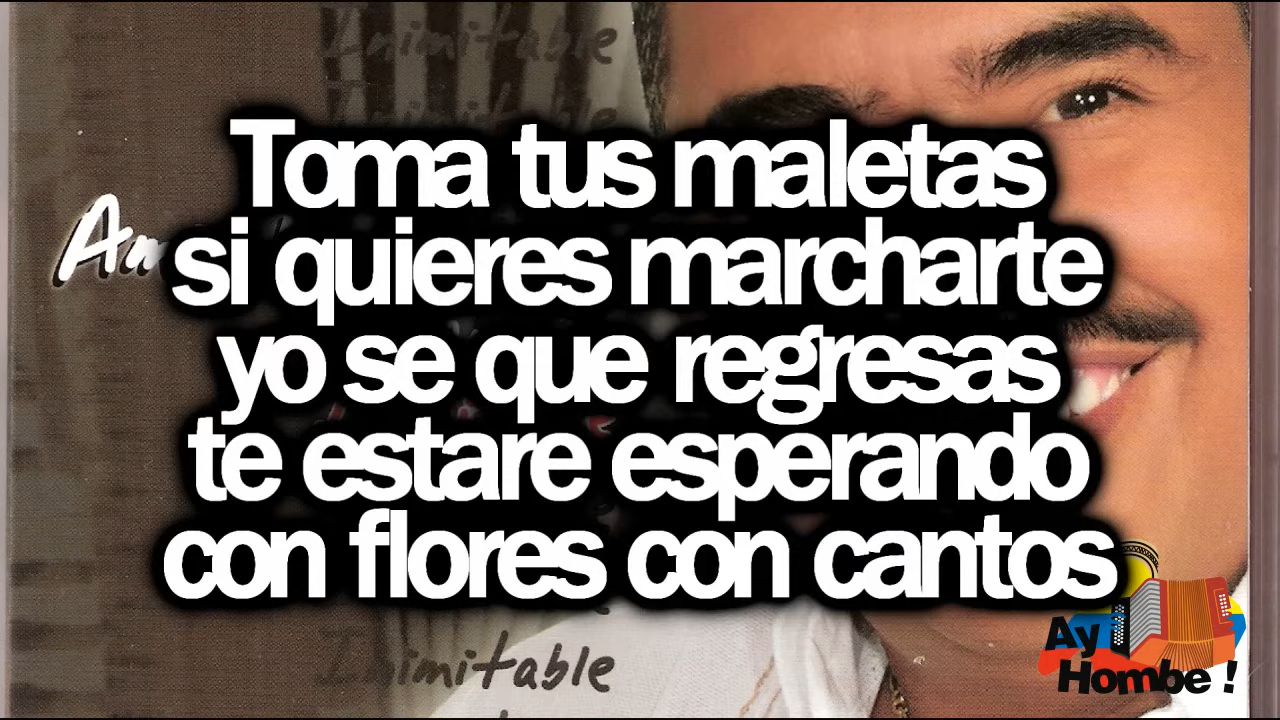 Inimitable
Inimitable
Toma tus maletas
si quieres marcharte
yo se que regresas
te estare esperando
con flores con cantos
Inimitable
Ay
Hombe !